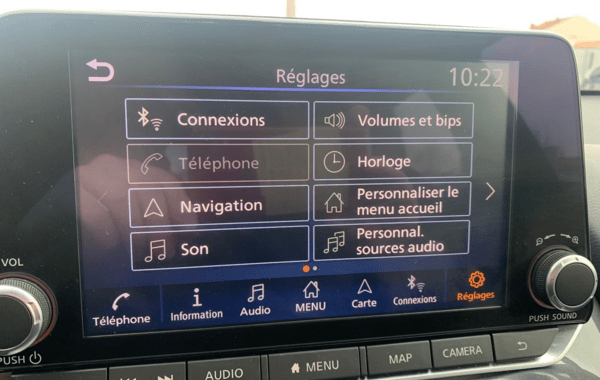 Réglages
10:22
Connexions
Volumes et bips
Téléphone
Horloge
Navigation
Personnaliser le
menu accueil
Son
Personnal.
sources audio
Téléphone
Information
Audio
MENU
Carte
Connexions
Réglages
VOL
PUSH
PUSH SOUND
AUDIO
MENU
MAP
CAMERA